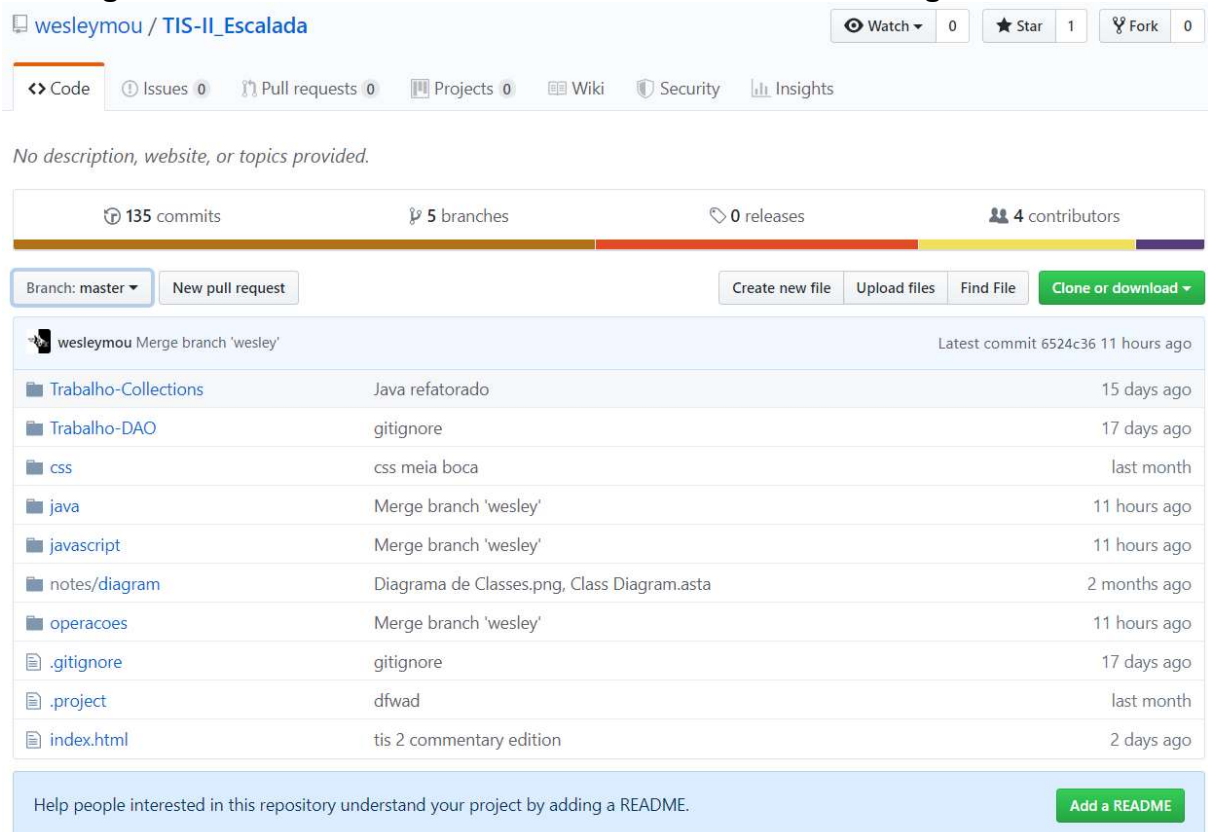 wesleymou / TIS-II_Escalada
Watch 0 Star 1 Fork 0
Code Issues 0 Pull requests 0 Projects 0 Wiki Security Insights
No description, website, or topics provided.
135 commits 5 branches 0 releases 4 contributors
Branch: master New pull request Create new file Upload files Find File Clone or download
wesleymou Merge branch 'wesley' Latest commit 6524c36 11 hours ago
Trabalho-Collections Java refatorado 15 days ago
Trabalho-DAO gitignore 17 days ago
css css meia boca last month
java Merge branch 'wesley' 11 hours ago
javascript Merge branch 'wesley' 11 hours ago
notes/diagram Diagrama de Classes.png, Class Diagram.asta 2 months ago
operacoes Merge branch 'wesley' 11 hours ago
.gitignore gitignore 17 days ago
.project dfwad last month
index.html tis 2 commentary edition 2 days ago
Help people interested in this repository understand your project by adding a README. Add a README